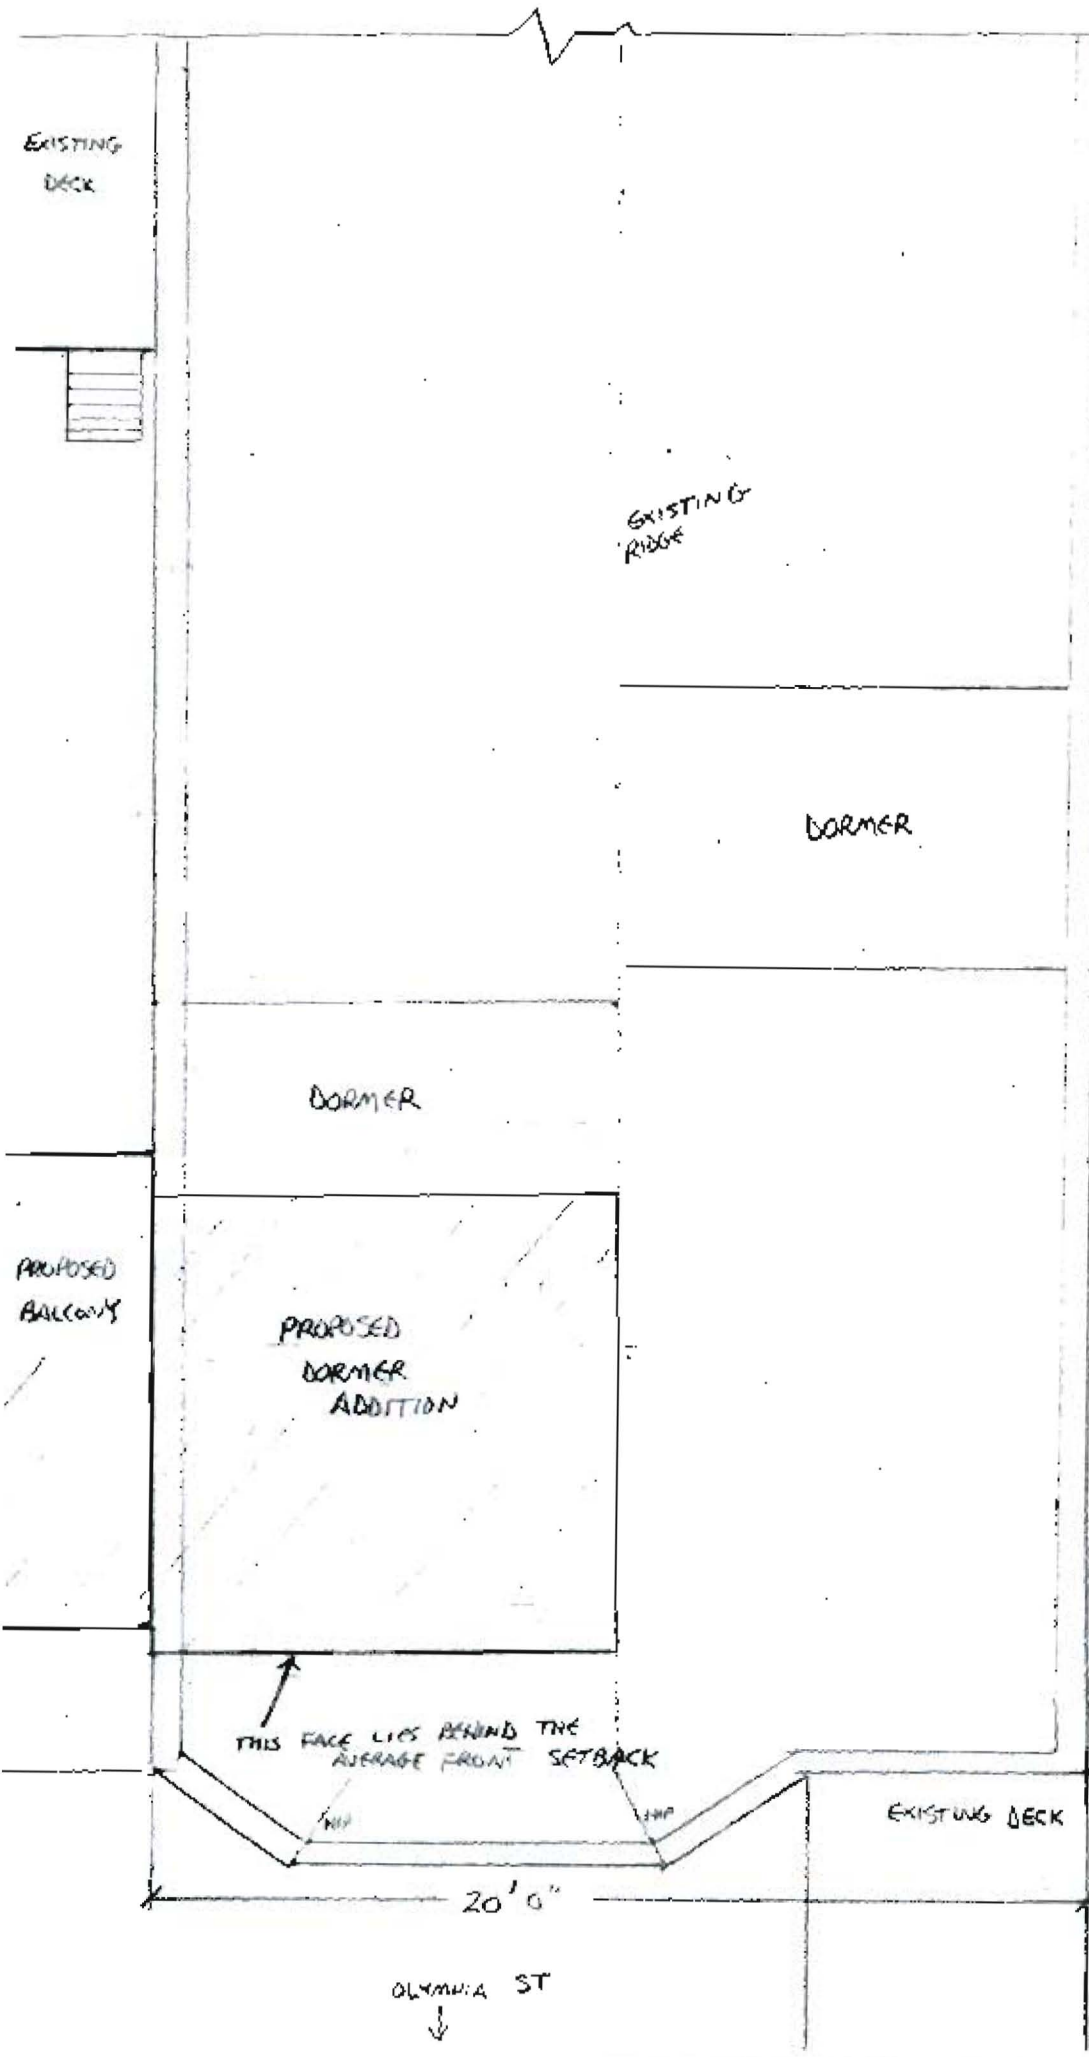 EXISTING
DECK
EXISTING
RIDGE
DORMER
DORMER
PROPOSED
BALCONY
PROPOSED
DORMER
ADDITION
THIS FACE LIES BEHIND THE
AVERAGE FRONT SETBACK
HIP
HIP
EXISTING DECK
20'0"
OLYMPIA ST